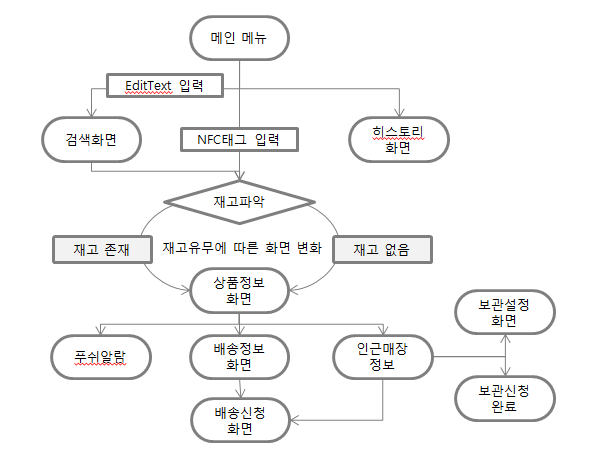 메인 메뉴
EditText 입력
검색화면
NFC태그 입력
히스토리
화면
재고파악
재고 존재
재고유무에 따른 화면 변화
재고 없음
상품정보
화면
보관설정
화면
푸쉬알람
배송정보
화면
인근매장
정보
보관신청
완료
배송신청
화면